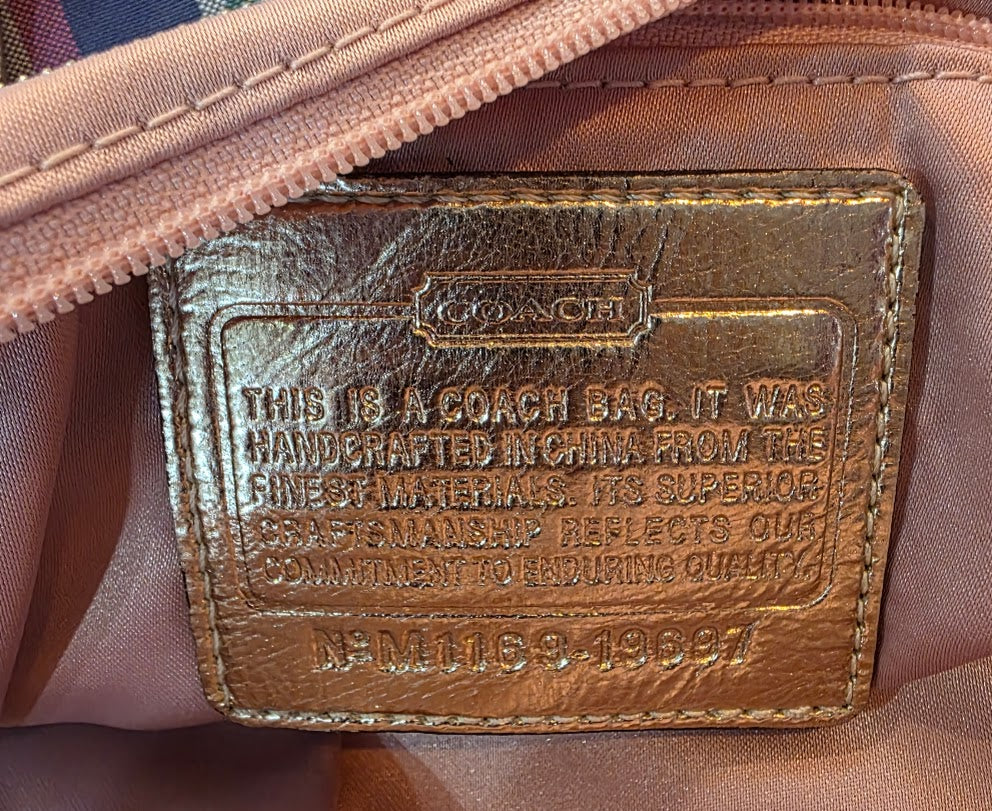 COACH
THIS IS A COACH BAG. IT WAS
HANDCRAFTED IN CHINA FROM THE
FINEST MATERIALS. ITS SUPERIOR
CRAFTSMANSHIP REFLECTS OUR
COMMITMENT TO ENDURING QUALITY.
Nº M1169-19697